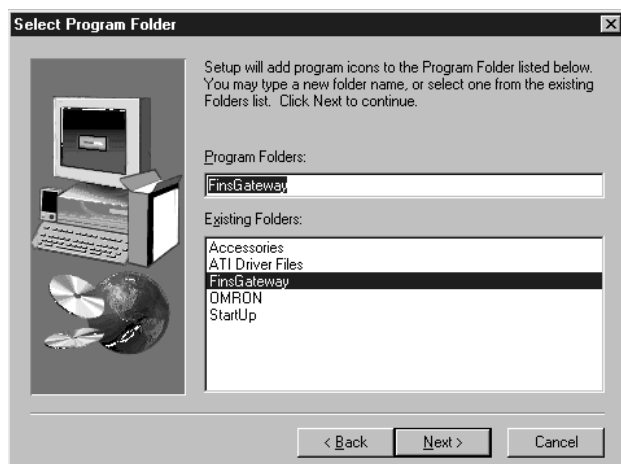 Select Program Folder
Setup will add program icons to the Program Folder listed below.
You may type a new folder name, or select one from the existing
Folders list. Click Next to continue.
Program Folders:
FinsGateway
Existing Folders:
Accessories
ATI Driver Files
FinsGateway
OMRON
StartUp
< Back
Next >
Cancel